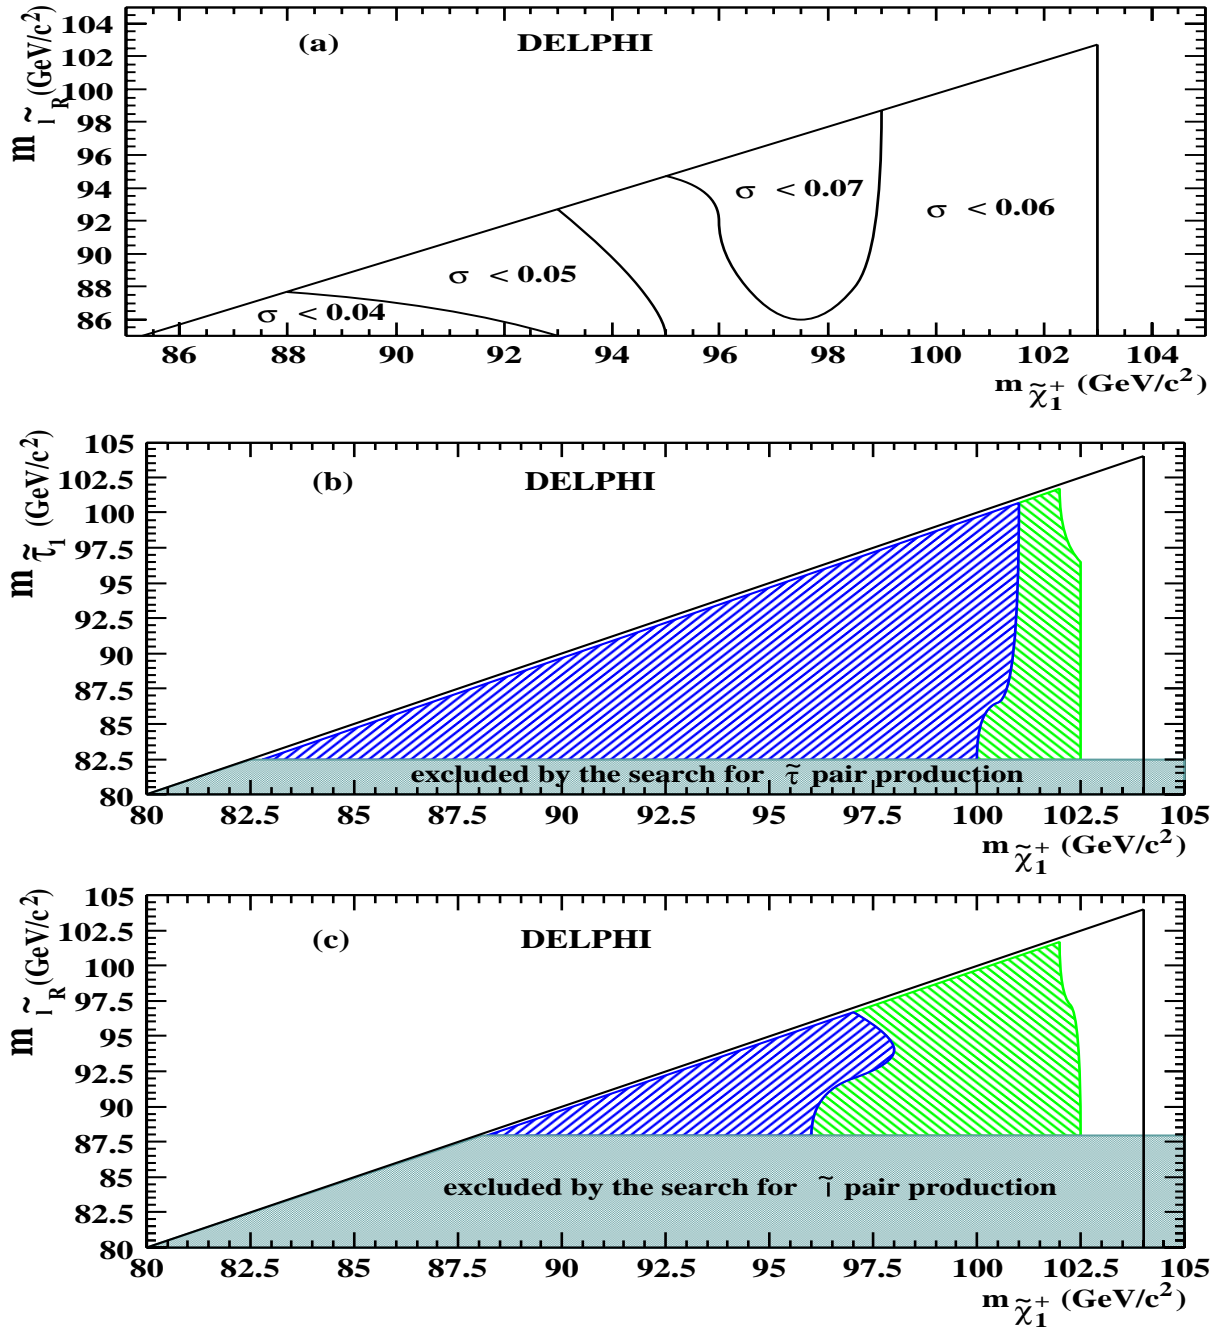 (a) DELPHI
m l̃R (GeV/c²)
104
102
100
98
96
94
92
90
88
86
σ < 0.07
σ < 0.06
σ < 0.05
σ < 0.04
86 88 90 92 94 96 98 100 102 104
m χ̃₁⁺ (GeV/c²)
(b) DELPHI
m τ̃₁ (GeV/c²)
105
102.5
100
97.5
95
92.5
90
87.5
85
82.5
80
excluded by the search for τ̃ pair production
80 82.5 85 87.5 90 92.5 95 97.5 100 102.5 105
m χ̃₁⁺ (GeV/c²)
(c) DELPHI
m l̃R (GeV/c²)
105
102.5
100
97.5
95
92.5
90
87.5
85
82.5
80
excluded by the search for l̃ pair production
80 82.5 85 87.5 90 92.5 95 97.5 100 102.5 105
m χ̃₁⁺ (GeV/c²)